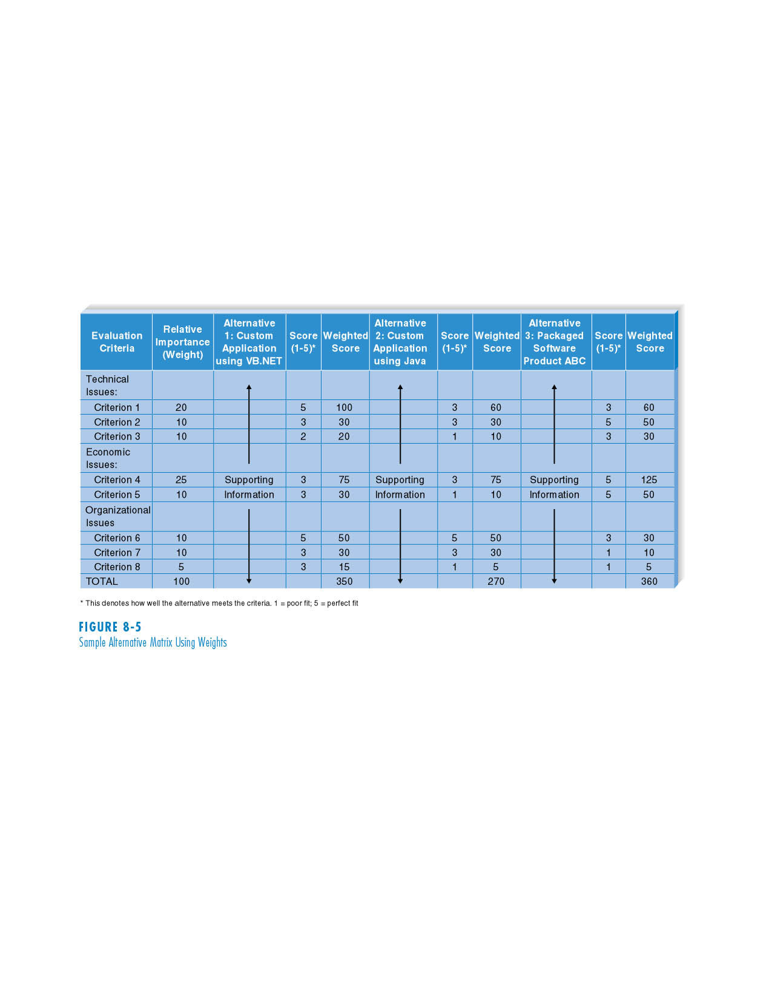 Evaluation Criteria | Relative Importance (Weight) | Alternative 1: Custom Application using VB.NET | Score (1-5)* | Weighted Score | Alternative 2: Custom Application using Java | Score (1-5)* | Weighted Score | Alternative 3: Packaged Software Product ABC | Score (1-5)* | Weighted Score
Technical
Issues:
Criterion 1 20 5 100 3 60 3 60
Criterion 2 10 3 30 3 30 5 50
Criterion 3 10 2 20 1 10 3 30
Economic
Issues:
Criterion 4 25 Supporting 3 75 Supporting 3 75 Supporting 5 125
Criterion 5 10 Information 3 30 Information 1 10 Information 5 50
Organizational
Issues
Criterion 6 10 5 50 5 50 3 30
Criterion 7 10 3 30 3 30 1 10
Criterion 8 5 3 15 1 5 1 5
TOTAL 100 350 270 360
* This denotes how well the alternative meets the criteria. 1 = poor fit; 5 = perfect fit
FIGURE 8-5
Sample Alternative Matrix Using Weights